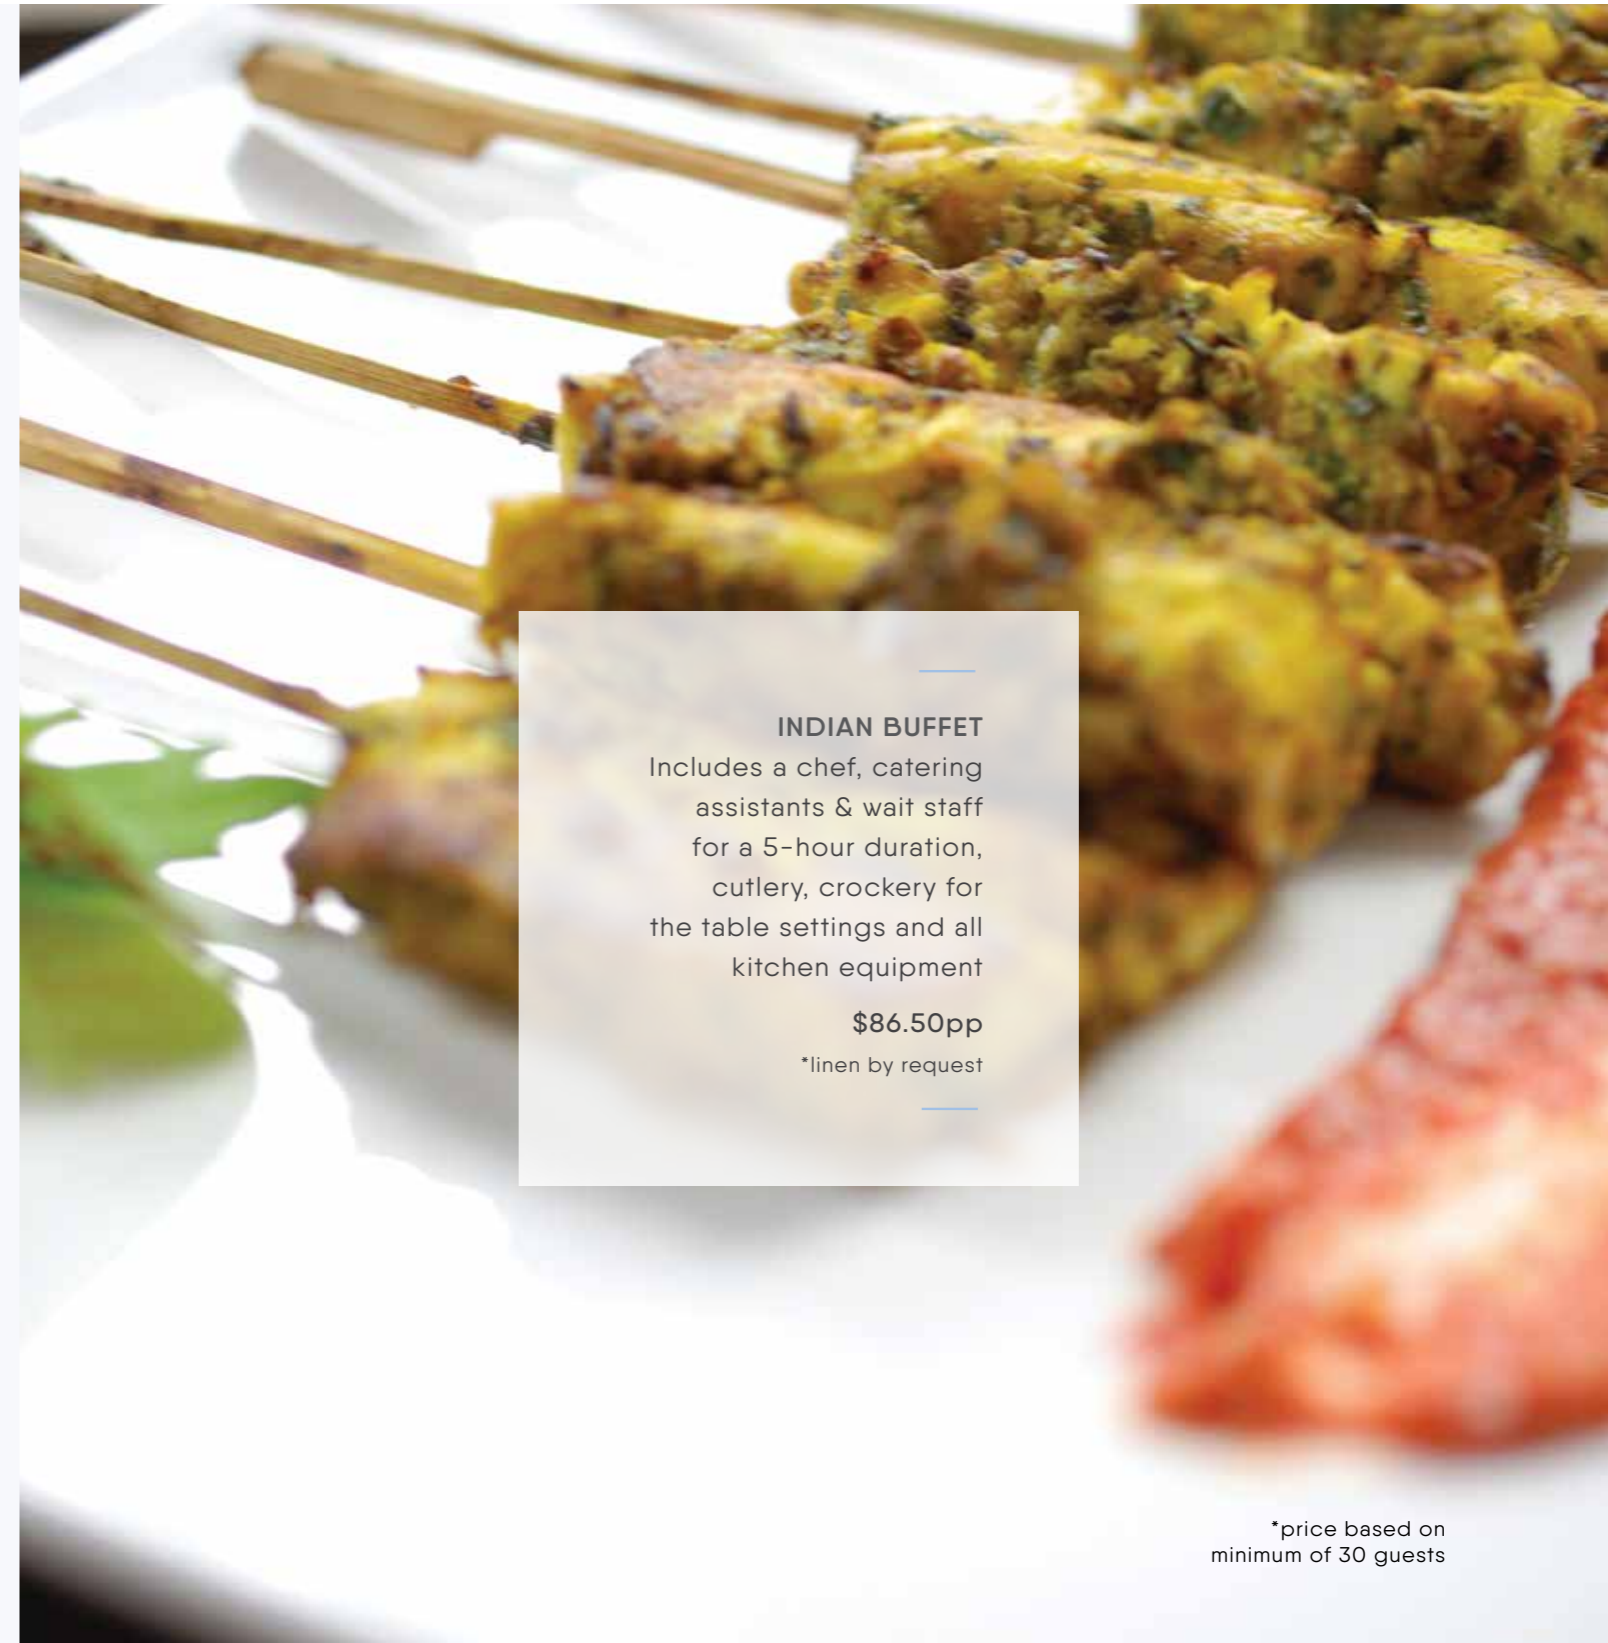 INDIAN BUFFET
Includes a chef, catering
assistants & wait staff
for a 5-hour duration,
cutlery, crockery for
the table settings and all
kitchen equipment
$86.50pp
*linen by request
*price based on
minimum of 30 guests